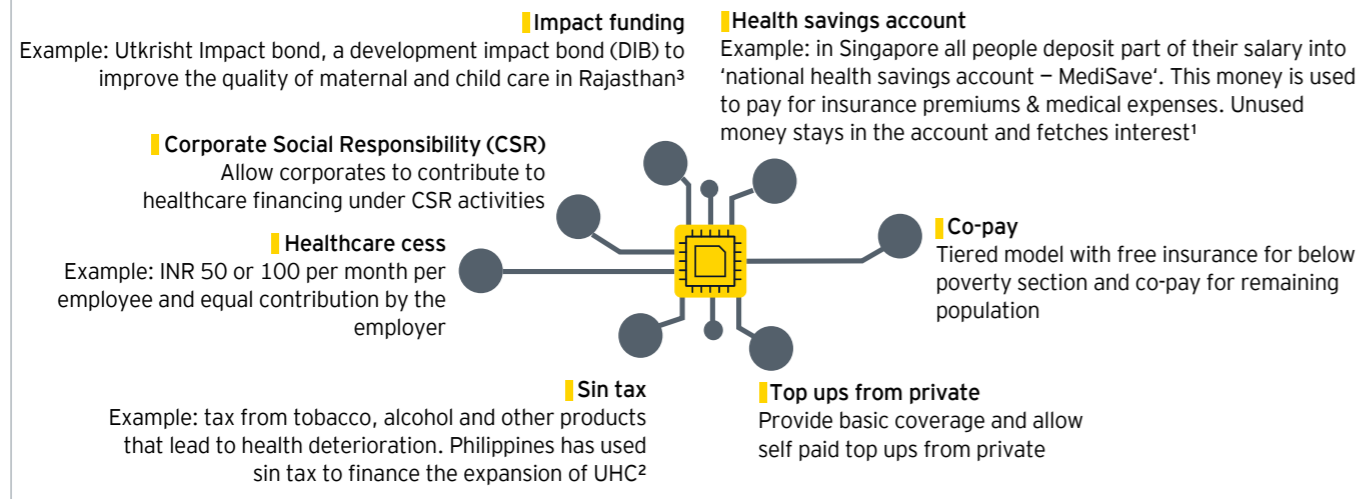 Impact funding
Example: Utkrisht Impact bond, a development impact bond (DIB) to
improve the quality of maternal and child care in Rajasthan³
Health savings account
Example: in Singapore all people deposit part of their salary into
‘national health savings account – MediSave‘. This money is used
to pay for insurance premiums & medical expenses. Unused
money stays in the account and fetches interest¹
Corporate Social Responsibility (CSR)
Allow corporates to contribute to
healthcare financing under CSR activities
Healthcare cess
Example: INR 50 or 100 per month per
employee and equal contribution by the
employer
Co-pay
Tiered model with free insurance for below
poverty section and co-pay for remaining
population
Sin tax
Example: tax from tobacco, alcohol and other products
that lead to health deterioration. Philippines has used
sin tax to finance the expansion of UHC²
Top ups from private
Provide basic coverage and allow
self paid top ups from private